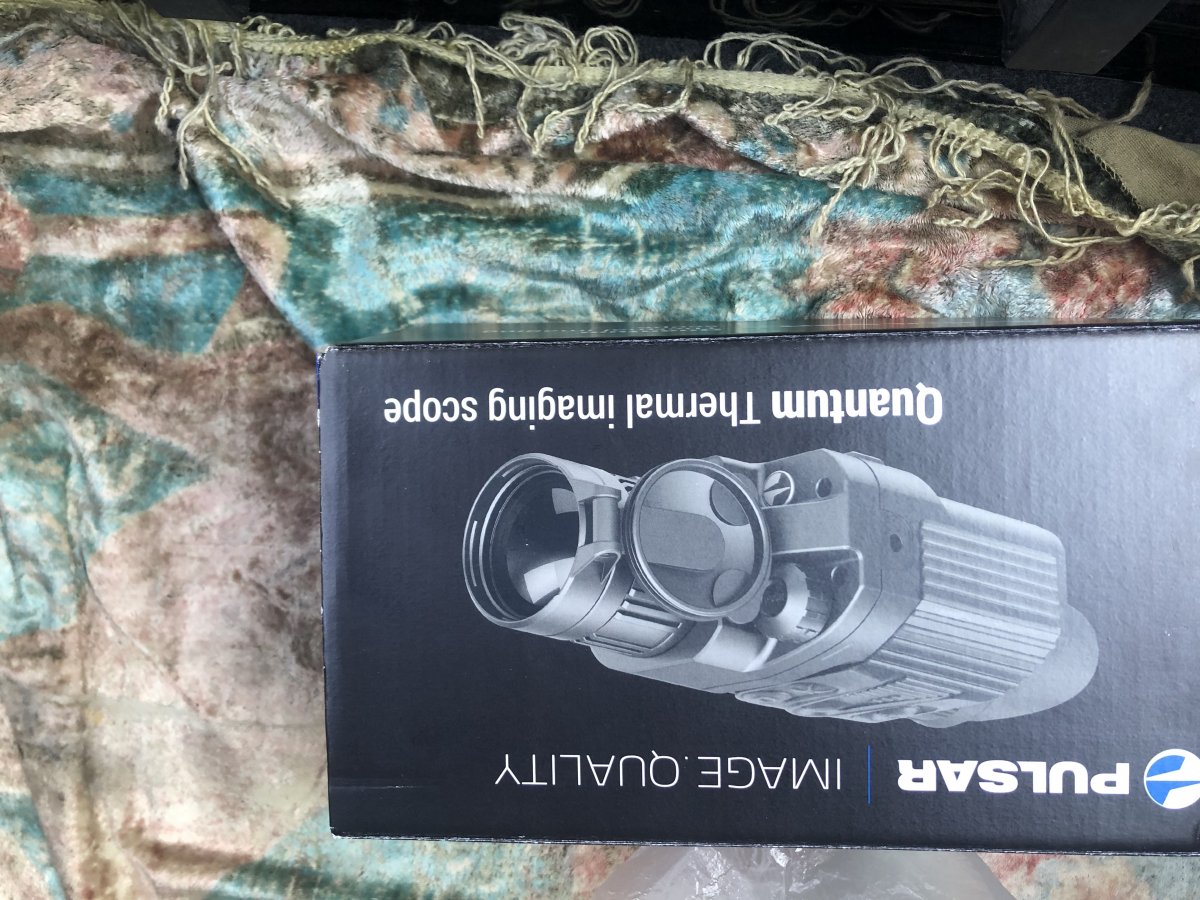 PULSAR | IMAGE.QUALITY
Quantum Thermal imaging scope